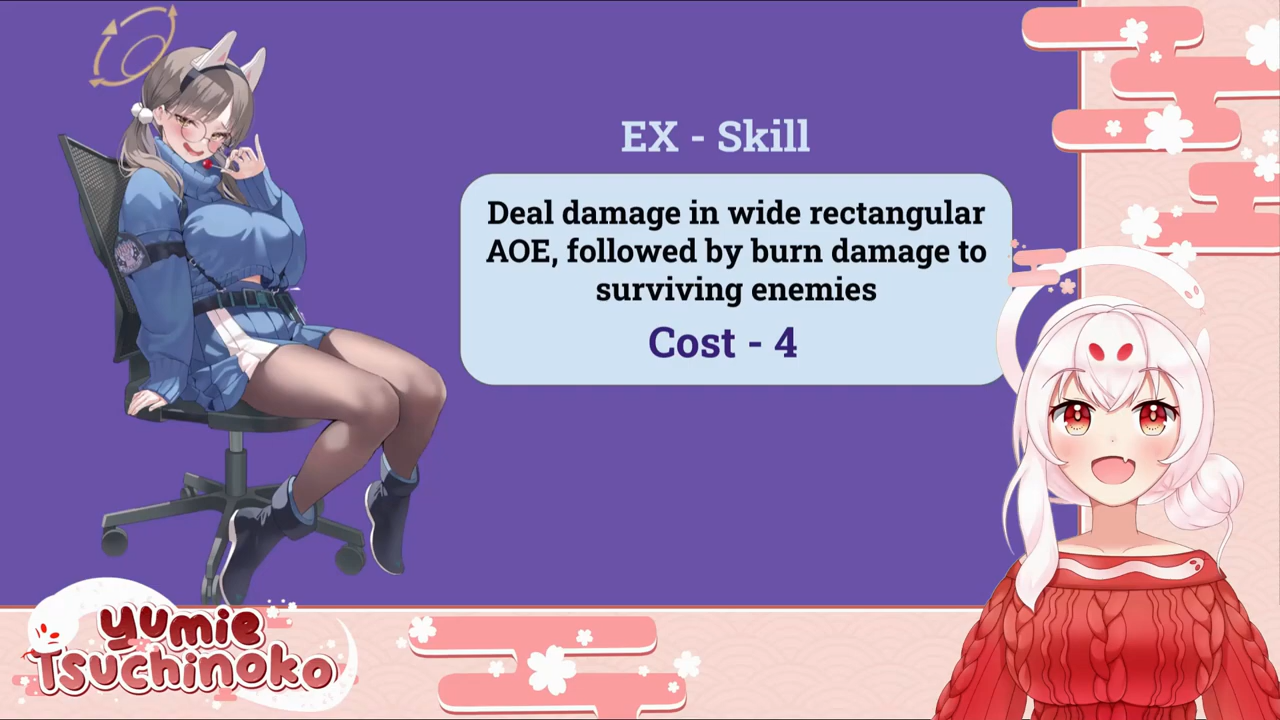 EX - Skill
Deal damage in wide rectangular
AOE, followed by burn damage to
surviving enemies
Cost - 4
yumie
Tsuchinoko